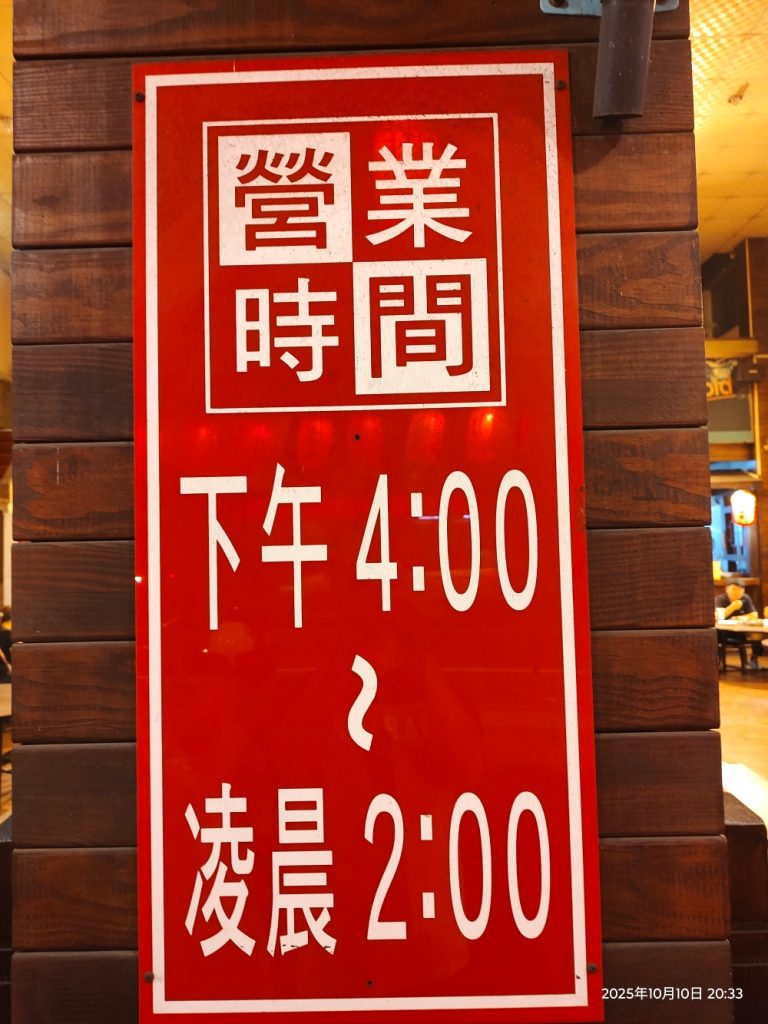 營業
時間
下午 4:00
~
凌晨 2:00
2025年10月10日 20:33